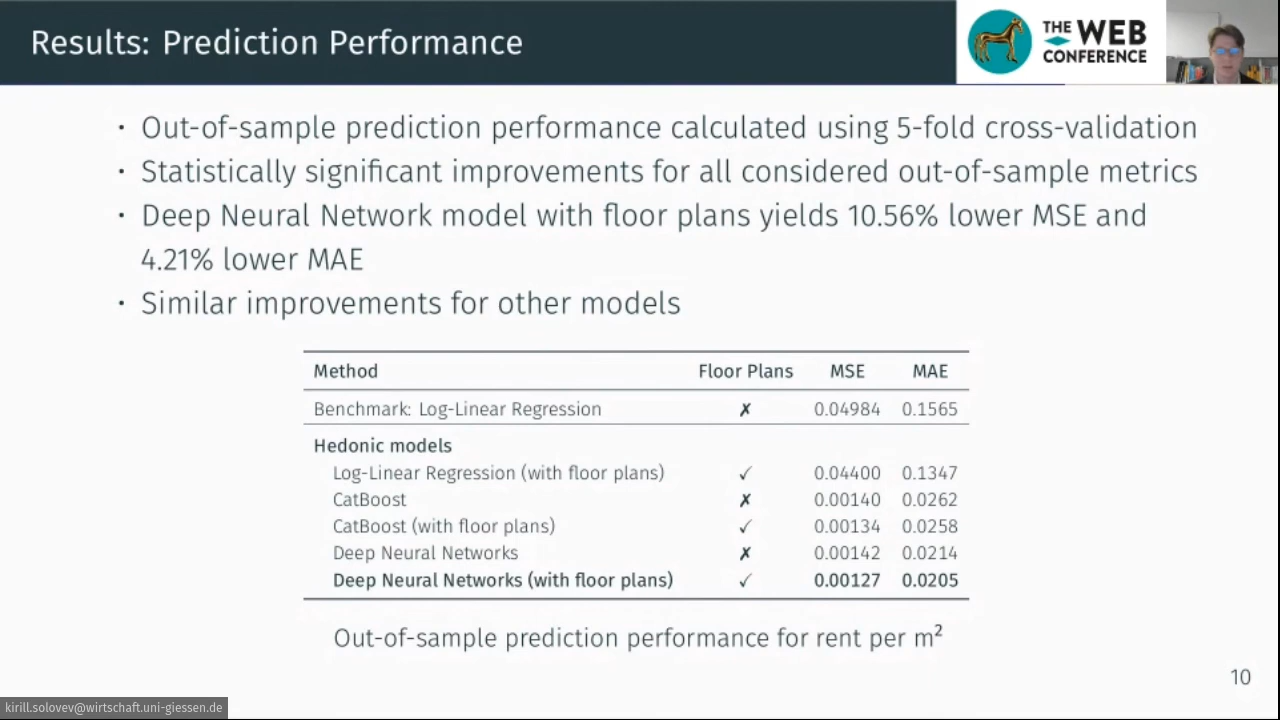 Results: Prediction Performance
THE WEB
CONFERENCE
· Out-of-sample prediction performance calculated using 5-fold cross-validation
· Statistically significant improvements for all considered out-of-sample metrics
· Deep Neural Network model with floor plans yields 10.56% lower MSE and
4.21% lower MAE
· Similar improvements for other models
Method Floor Plans MSE MAE
Benchmark: Log-Linear Regression ✗ 0.04984 0.1565
Hedonic models
Log-Linear Regression (with floor plans) ✓ 0.04400 0.1347
CatBoost ✗ 0.00140 0.0262
CatBoost (with floor plans) ✓ 0.00134 0.0258
Deep Neural Networks ✗ 0.00142 0.0214
Deep Neural Networks (with floor plans) ✓ 0.00127 0.0205
Out-of-sample prediction performance for rent per m²
10
kirill.solovev@wirtschaft.uni-giessen.de